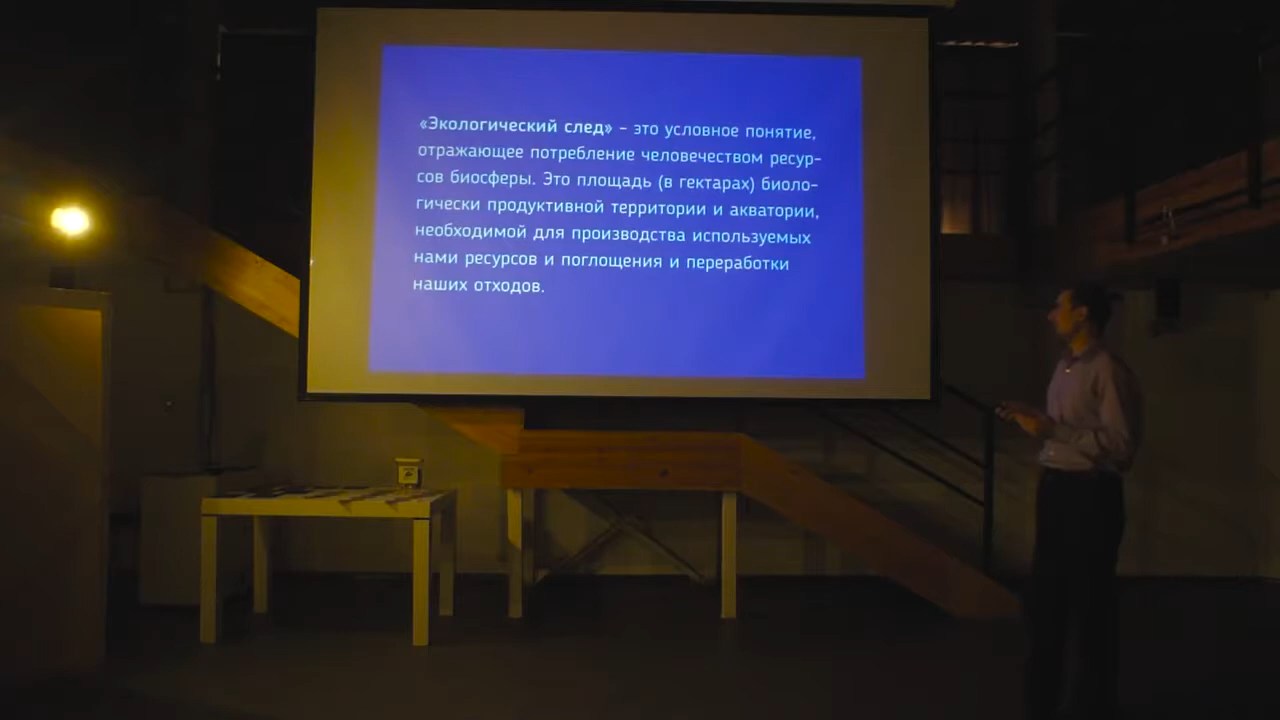 «Экологический след» – это условное понятие,
отражающее потребление человечеством ресур-
сов биосферы. Это площадь (в гектарах) биоло-
гически продуктивной территории и акватории,
необходимой для производства используемых
нами ресурсов и поглощения и переработки
наших отходов.